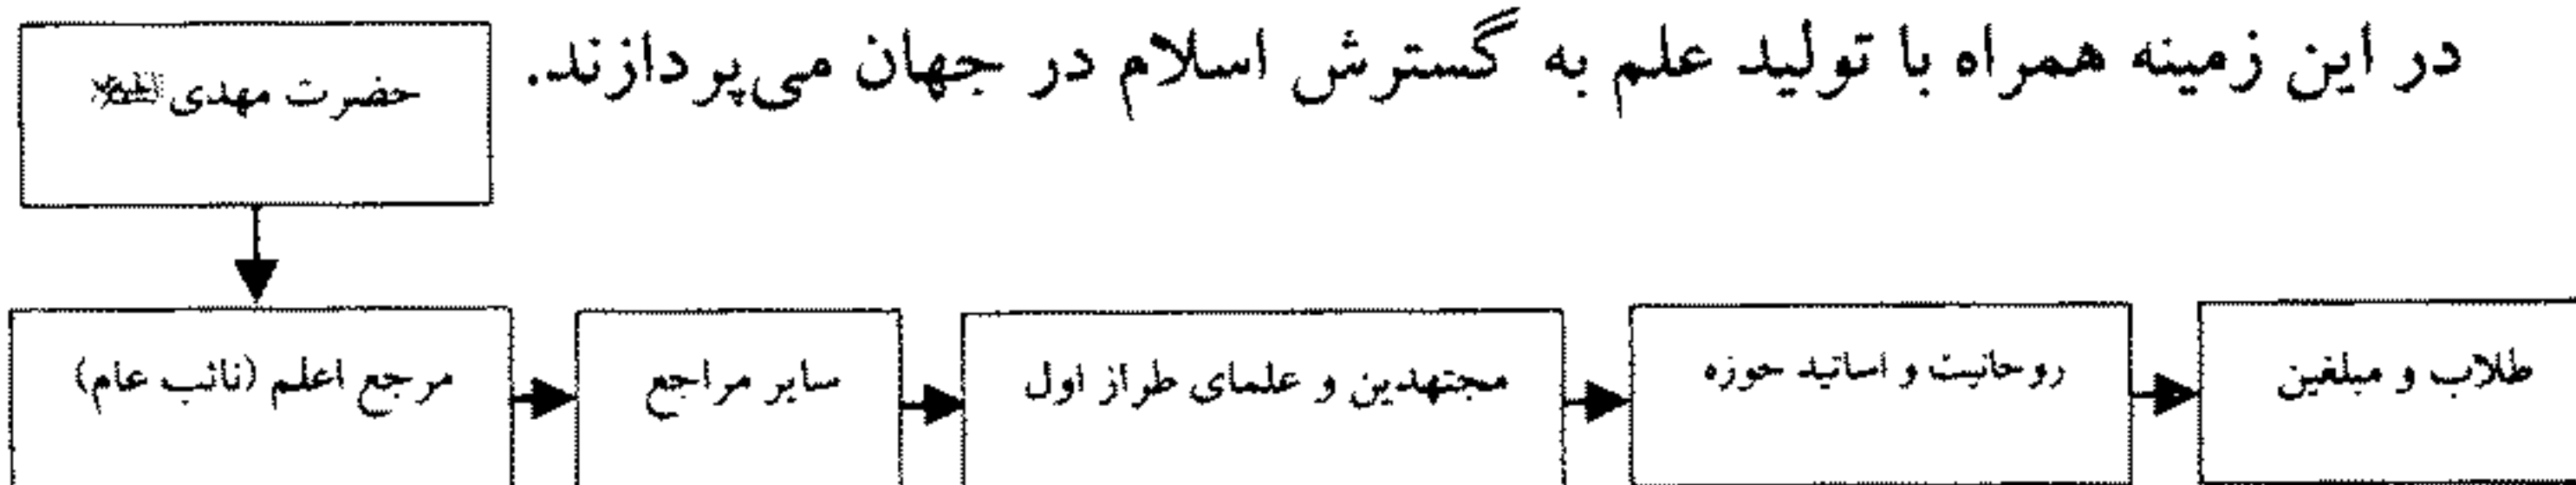 در این زمینه همراه با تولید علم به گسترش اسلام در جهان می‌پردازند.
حضرت مهدی
مرجع اعلم (نائب عام)
سایر مراجع
مجتهدین و علمای طراز اول
روحانیت و اساتید حوزه
طلاب و مبلغین